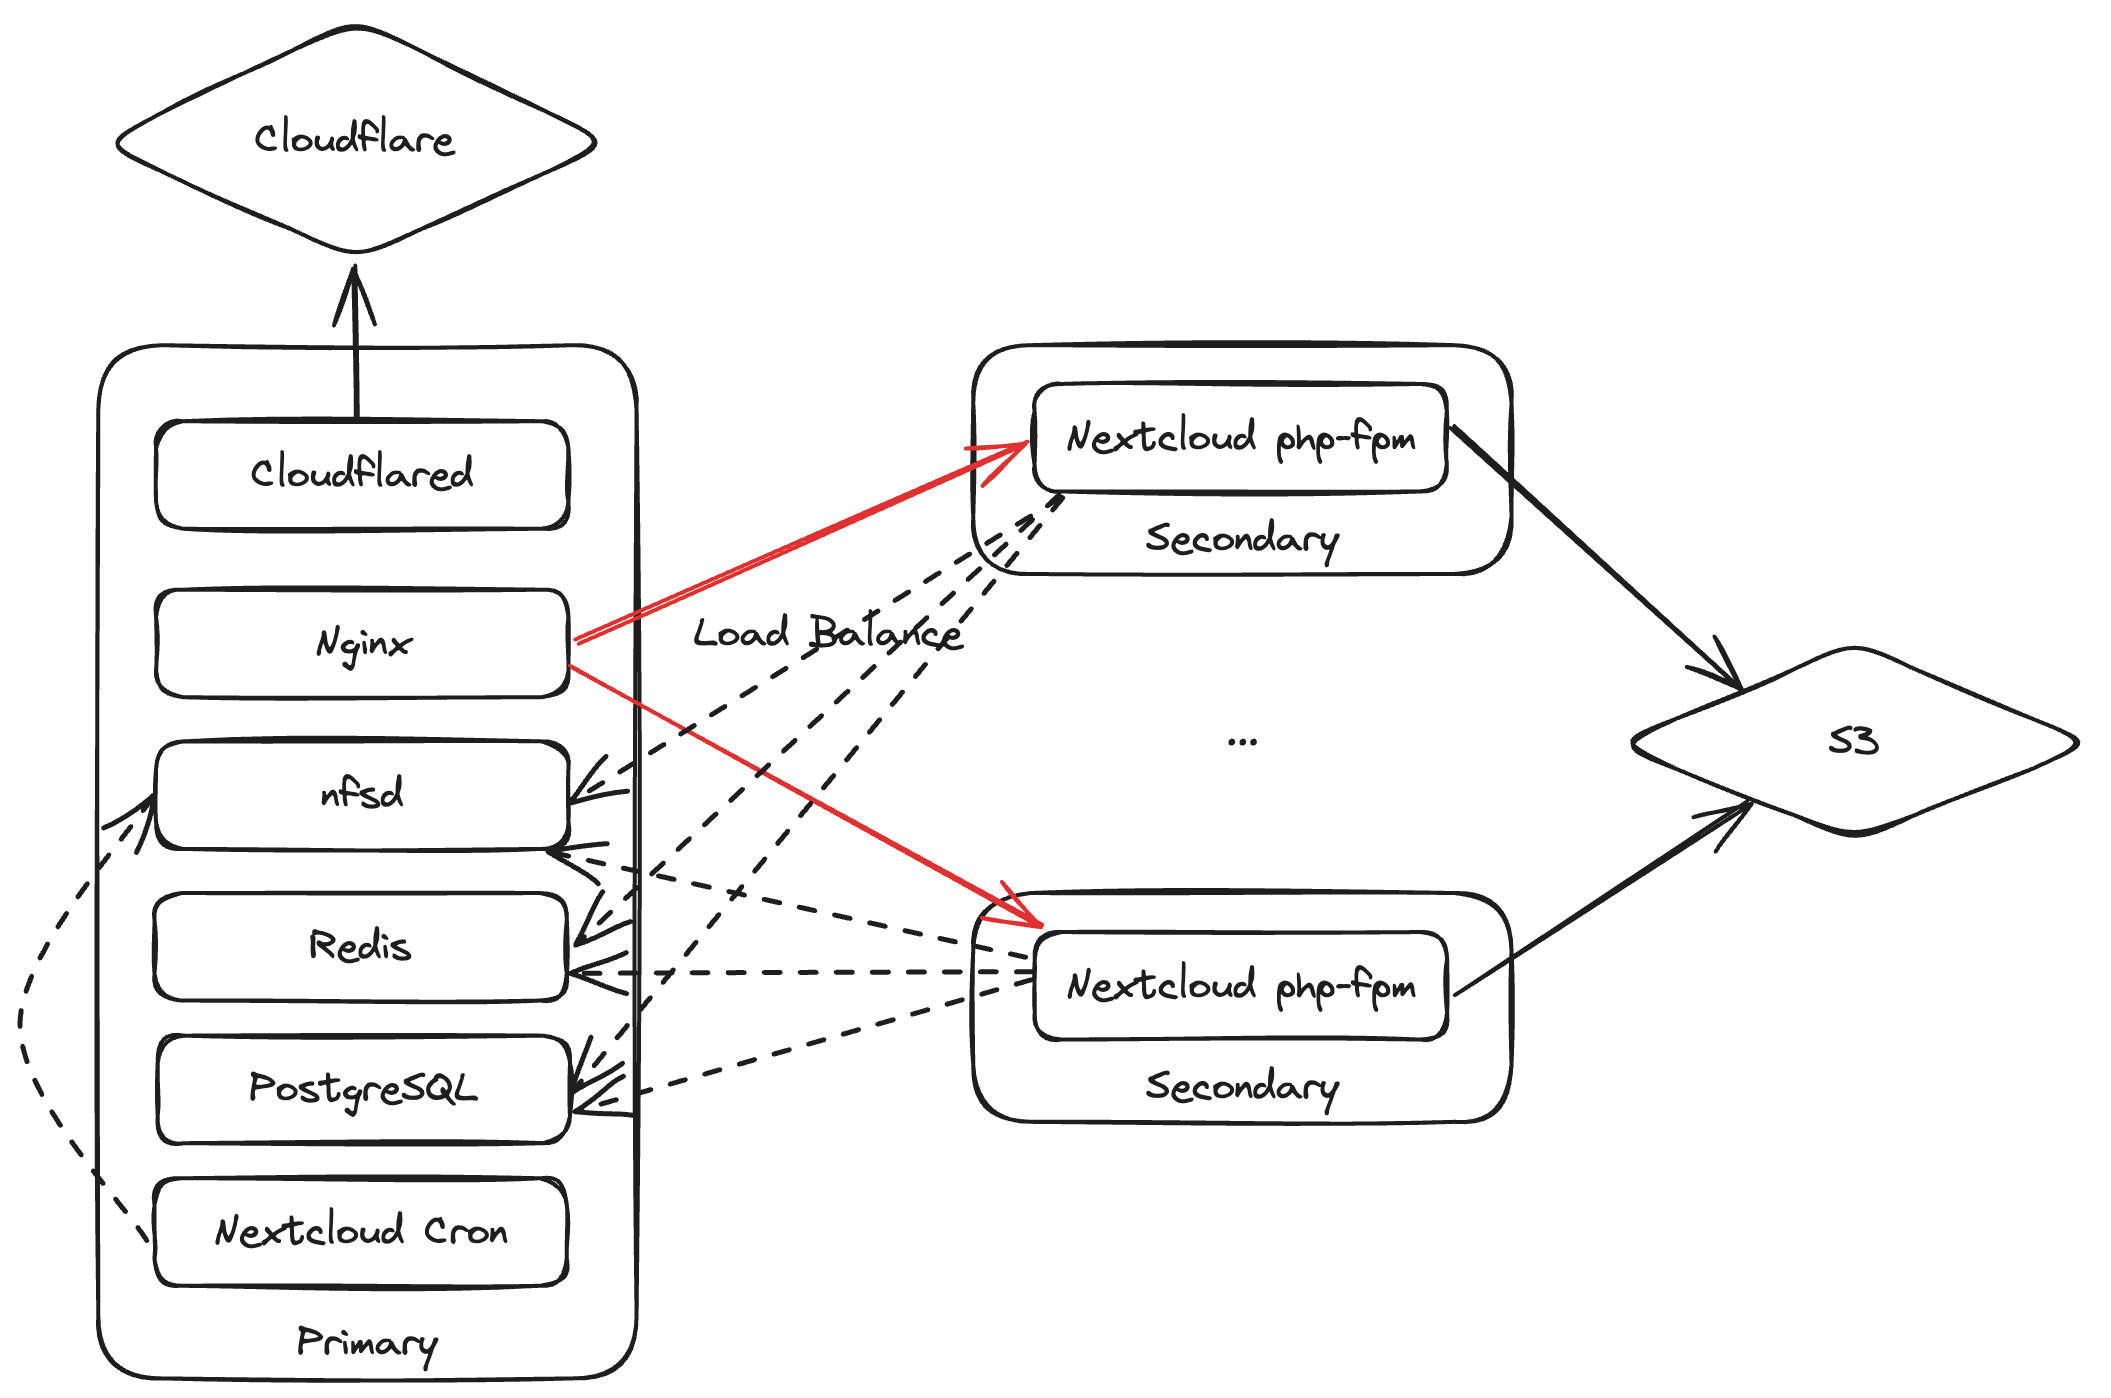 Cloudflare
Cloudflared
Nginx
nfsd
Redis
PostgreSQL
Nextcloud Cron
Primary
Load Balance
Nextcloud php-fpm
Secondary
...
Nextcloud php-fpm
Secondary
S3